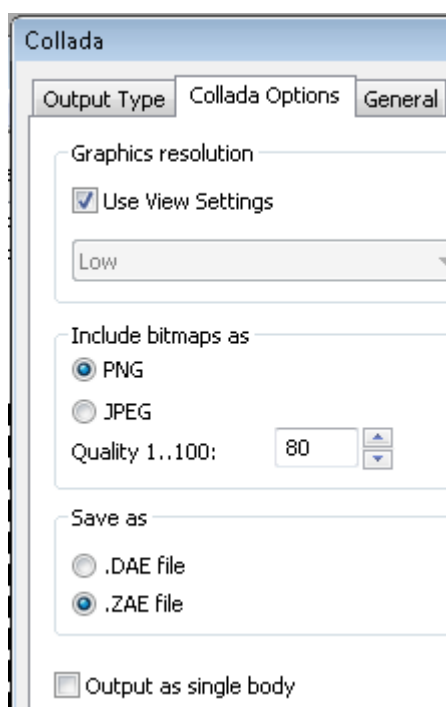 Collada
Output Type Collada Options General
Graphics resolution
Use View Settings
Low
Include bitmaps as
PNG
JPEG
Quality 1..100: 80
Save as
.DAE file
.ZAE file
Output as single body